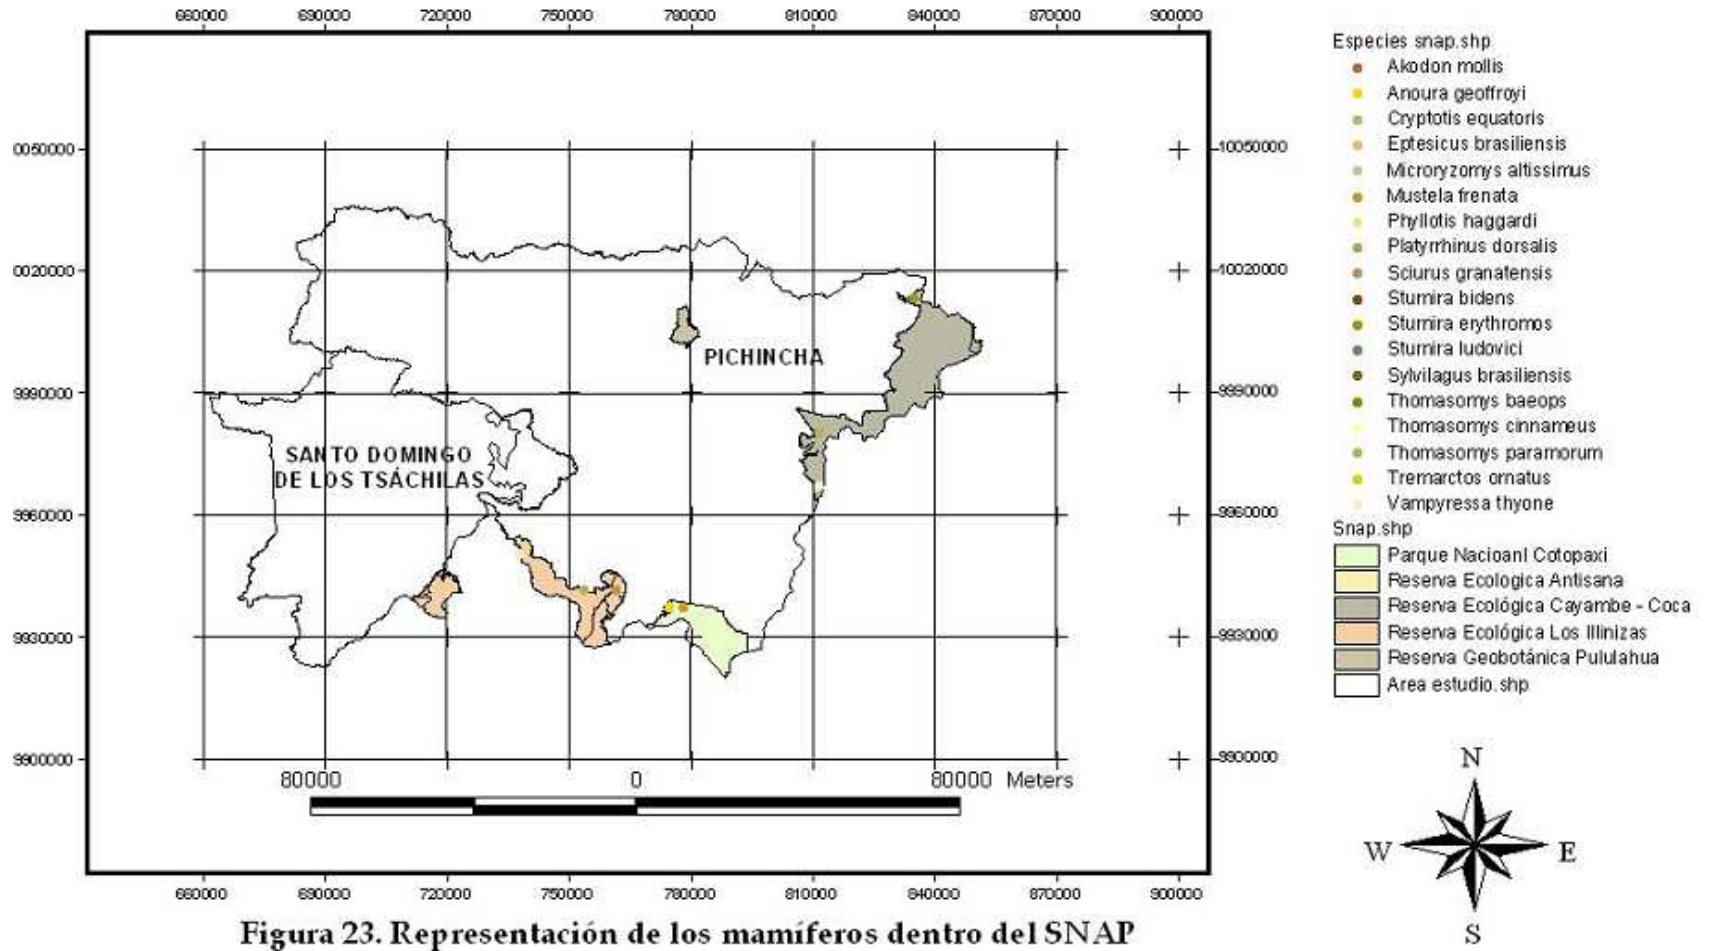 660000 690000 720000 750000 780000 810000 840000 870000 900000
0050000 10050000
0020000 10020000
9990000 9990000
9960000 9960000
9930000 9930000
9900000 9900000
PICHINCHA
SANTO DOMINGO
DE LOS TSÁCHILAS
80000 0 80000 Meters
660000 690000 720000 750000 780000 810000 840000 870000 900000
Especies snap.shp
Akodon mollis
Anoura geoffroyi
Cryptotis equatoris
Eptesicus brasiliensis
Microryzomys altissimus
Mustela frenata
Phyllotis haggardi
Platyrrhinus dorsalis
Sciurus granatensis
Sturnira bidens
Sturnira erythromos
Sturnira ludovici
Sylvilagus brasiliensis
Thomasomys baeops
Thomasomys cinnameus
Thomasomys paramorum
Tremarctos ornatus
Vampyressa thyone
Snap.shp
Parque Nacioanl Cotopaxi
Reserva Ecologica Antisana
Reserva Ecológica Cayambe - Coca
Reserva Ecológica Los Illinizas
Reserva Geobotánica Pululahua
Area estudio.shp
N
W E
S
Figura 23. Representación de los mamíferos dentro del SNAP